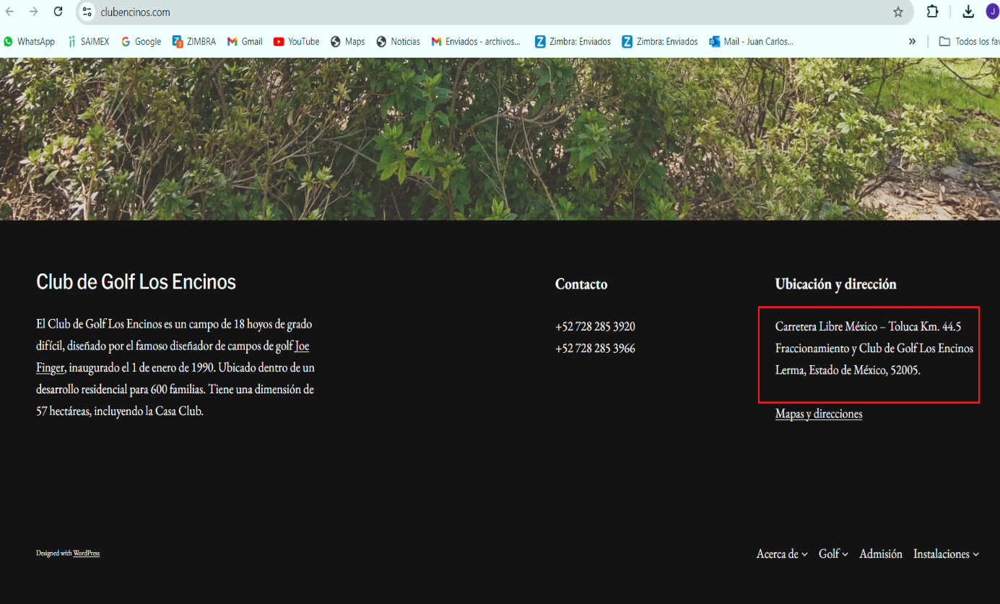 clubencinos.com
J
WhatsApp
SAIMEX
Google
ZIMBRA
Gmail
YouTube
Maps
Noticias
Enviados - archivos...
Zimbra: Enviados
Zimbra: Enviados
Mail - Juan Carlos...
»
Todos los fav
Club de Golf Los Encinos
El Club de Golf Los Encinos es un campo de 18 hoyos de grado
difícil, diseñado por el famoso diseñador de campos de golf Joe
Finger, inaugurado el 1 de enero de 1990. Ubicado dentro de un
desarrollo residencial para 600 familias. Tiene una dimensión de
57 hectáreas, incluyendo la Casa Club.
Contacto
+52 728 285 3920
+52 728 285 3966
Ubicación y dirección
Carretera Libre México – Toluca Km. 44.5
Fraccionamiento y Club de Golf Los Encinos
Lerma, Estado de México, 52005.
Mapas y direcciones
Designed with WordPress
Acerca de Golf Admisión Instalaciones